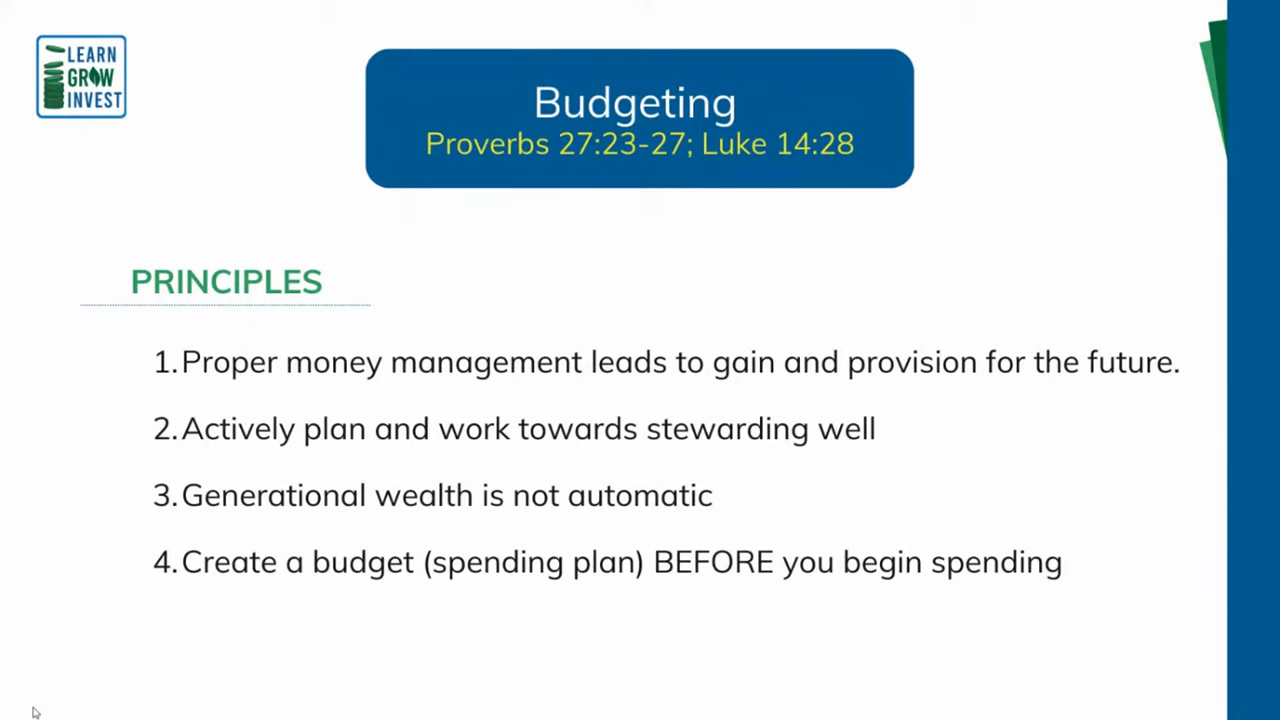 LEARN
GROW
INVEST
Budgeting
Proverbs 27:23-27; Luke 14:28
PRINCIPLES
1.Proper money management leads to gain and provision for the future.
2.Actively plan and work towards stewarding well
3.Generational wealth is not automatic
4.Create a budget (spending plan) BEFORE you begin spending